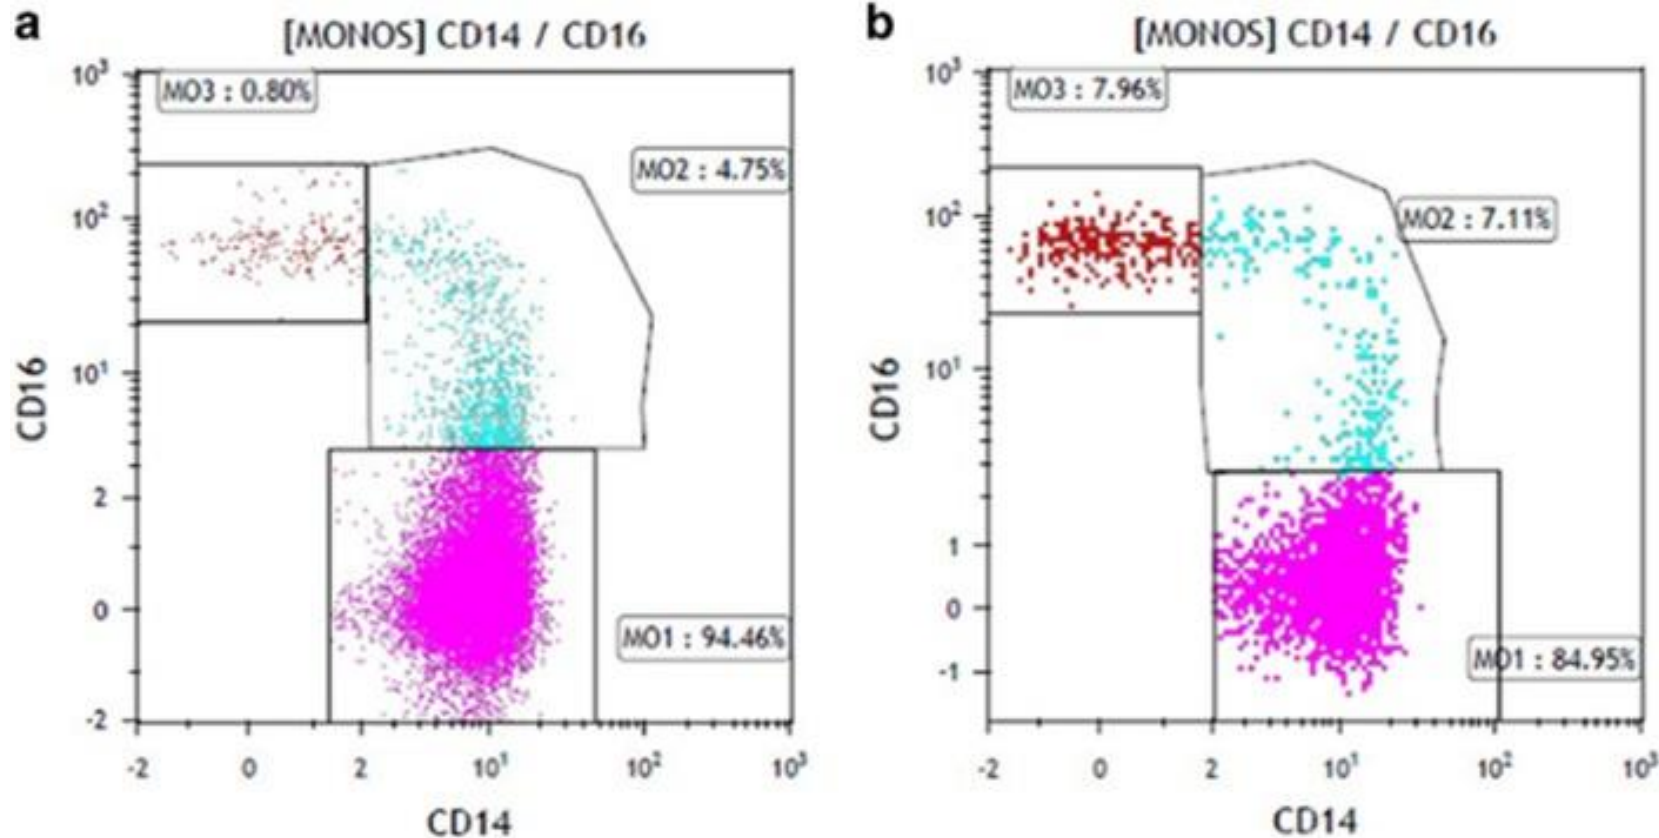 a
[MONOS] CD14 / CD16
10³
MO3 : 0.80%
MO2 : 4.75%
10²
10¹
CD16
2
0
MO1 : 94.46%
-2
-2 0 2 10¹ 10² 10³
CD14
b
[MONOS] CD14 / CD16
10³
MO3 : 7.96%
10²
MO2 : 7.11%
10¹
CD16
1
0
MO1 : 84.95%
-1
-2 0 2 10¹ 10² 10³
CD14